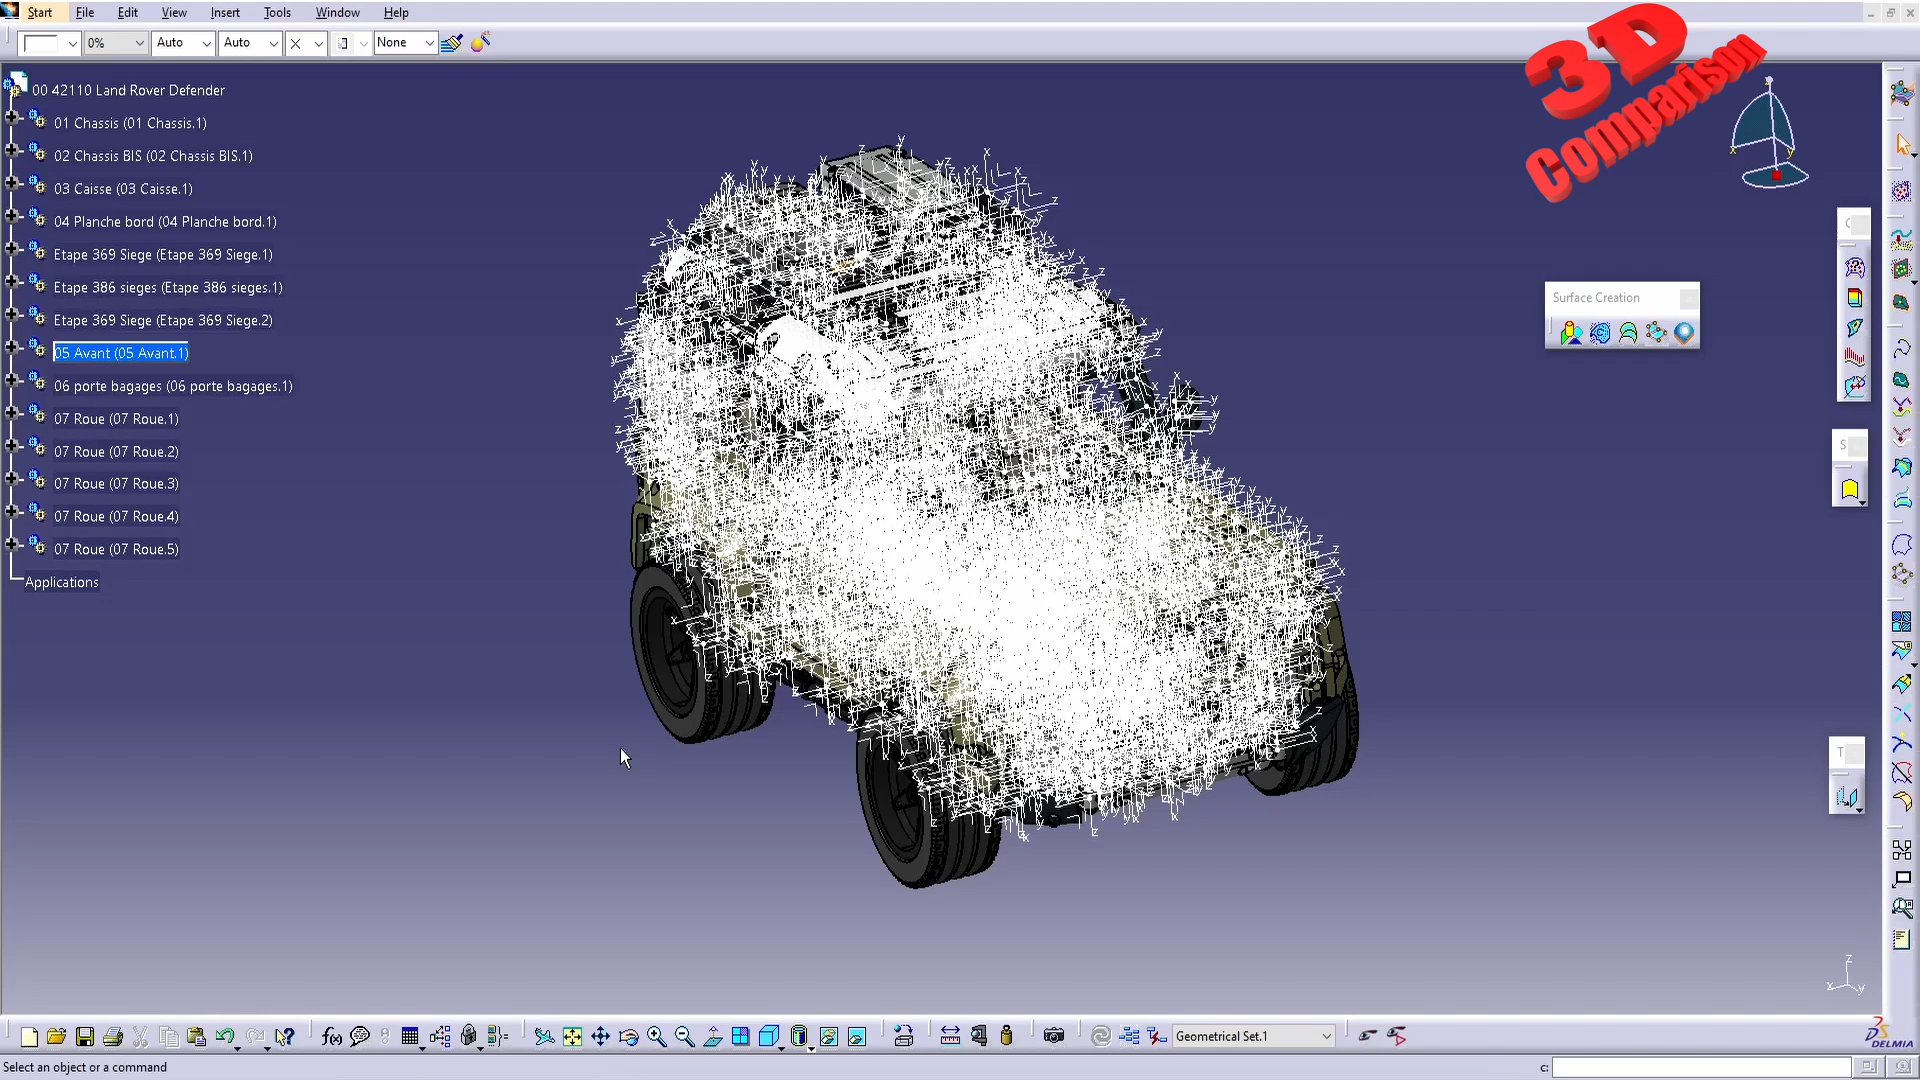 Start File Edit View Insert Tools Window Help
0% Auto Auto None
3D
Comparison
00 42110 Land Rover Defender
01 Chassis (01 Chassis.1)
02 Chassis BIS (02 Chassis BIS.1)
03 Caisse (03 Caisse.1)
04 Planche bord (04 Planche bord.1)
Etape 369 Siege (Etape 369 Siege.1)
Etape 386 sieges (Etape 386 sieges.1)
Etape 369 Siege (Etape 369 Siege.2)
05 Avant (05 Avant.1)
06 porte bagages (06 porte bagages.1)
07 Roue (07 Roue.1)
07 Roue (07 Roue.2)
07 Roue (07 Roue.3)
07 Roue (07 Roue.4)
07 Roue (07 Roue.5)
Applications
Surface Creation
S
T
z
x
y
Geometrical Set.1
DELMIA
Select an object or a command
c: